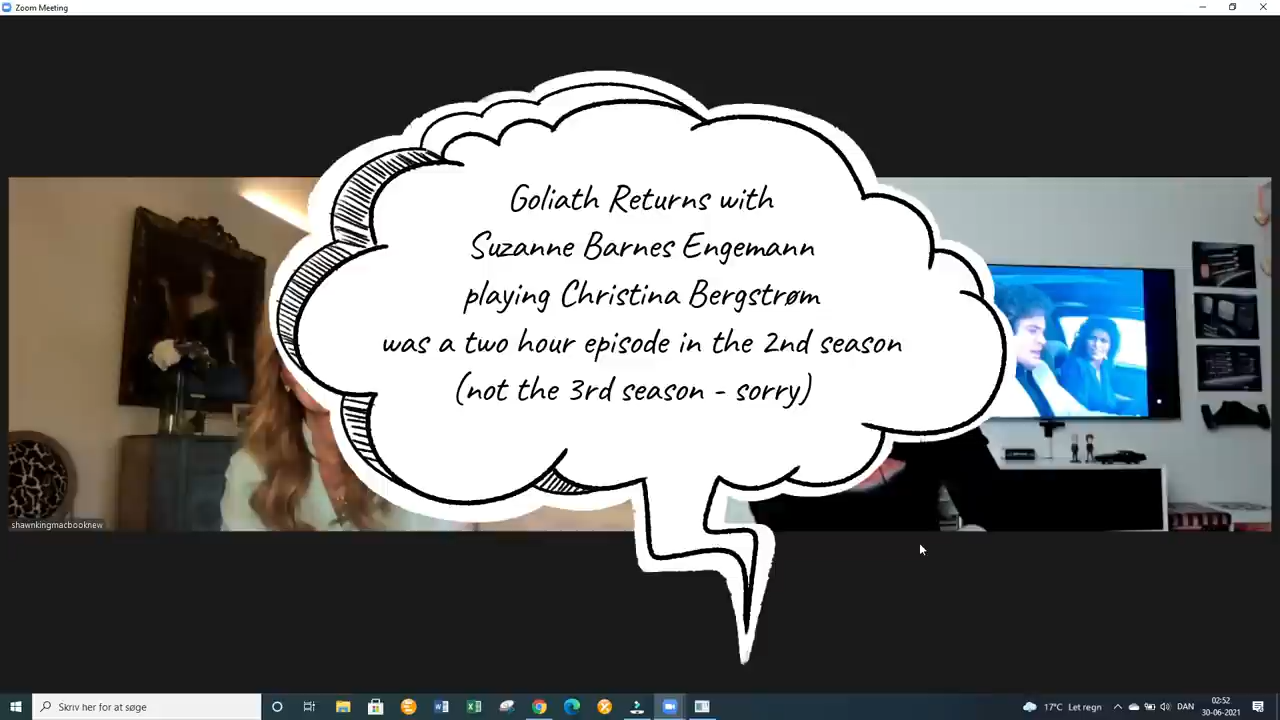 Zoom Meeting
Goliath Returns with
Suzanne Barnes Engemann
playing Christina Bergstrøm
was a two hour episode in the 2nd season
(not the 3rd season - sorry)
shawnkingmacbooknew
Skriv her for at søge
17°C Let regn
DAN
02:52
30-06-2021